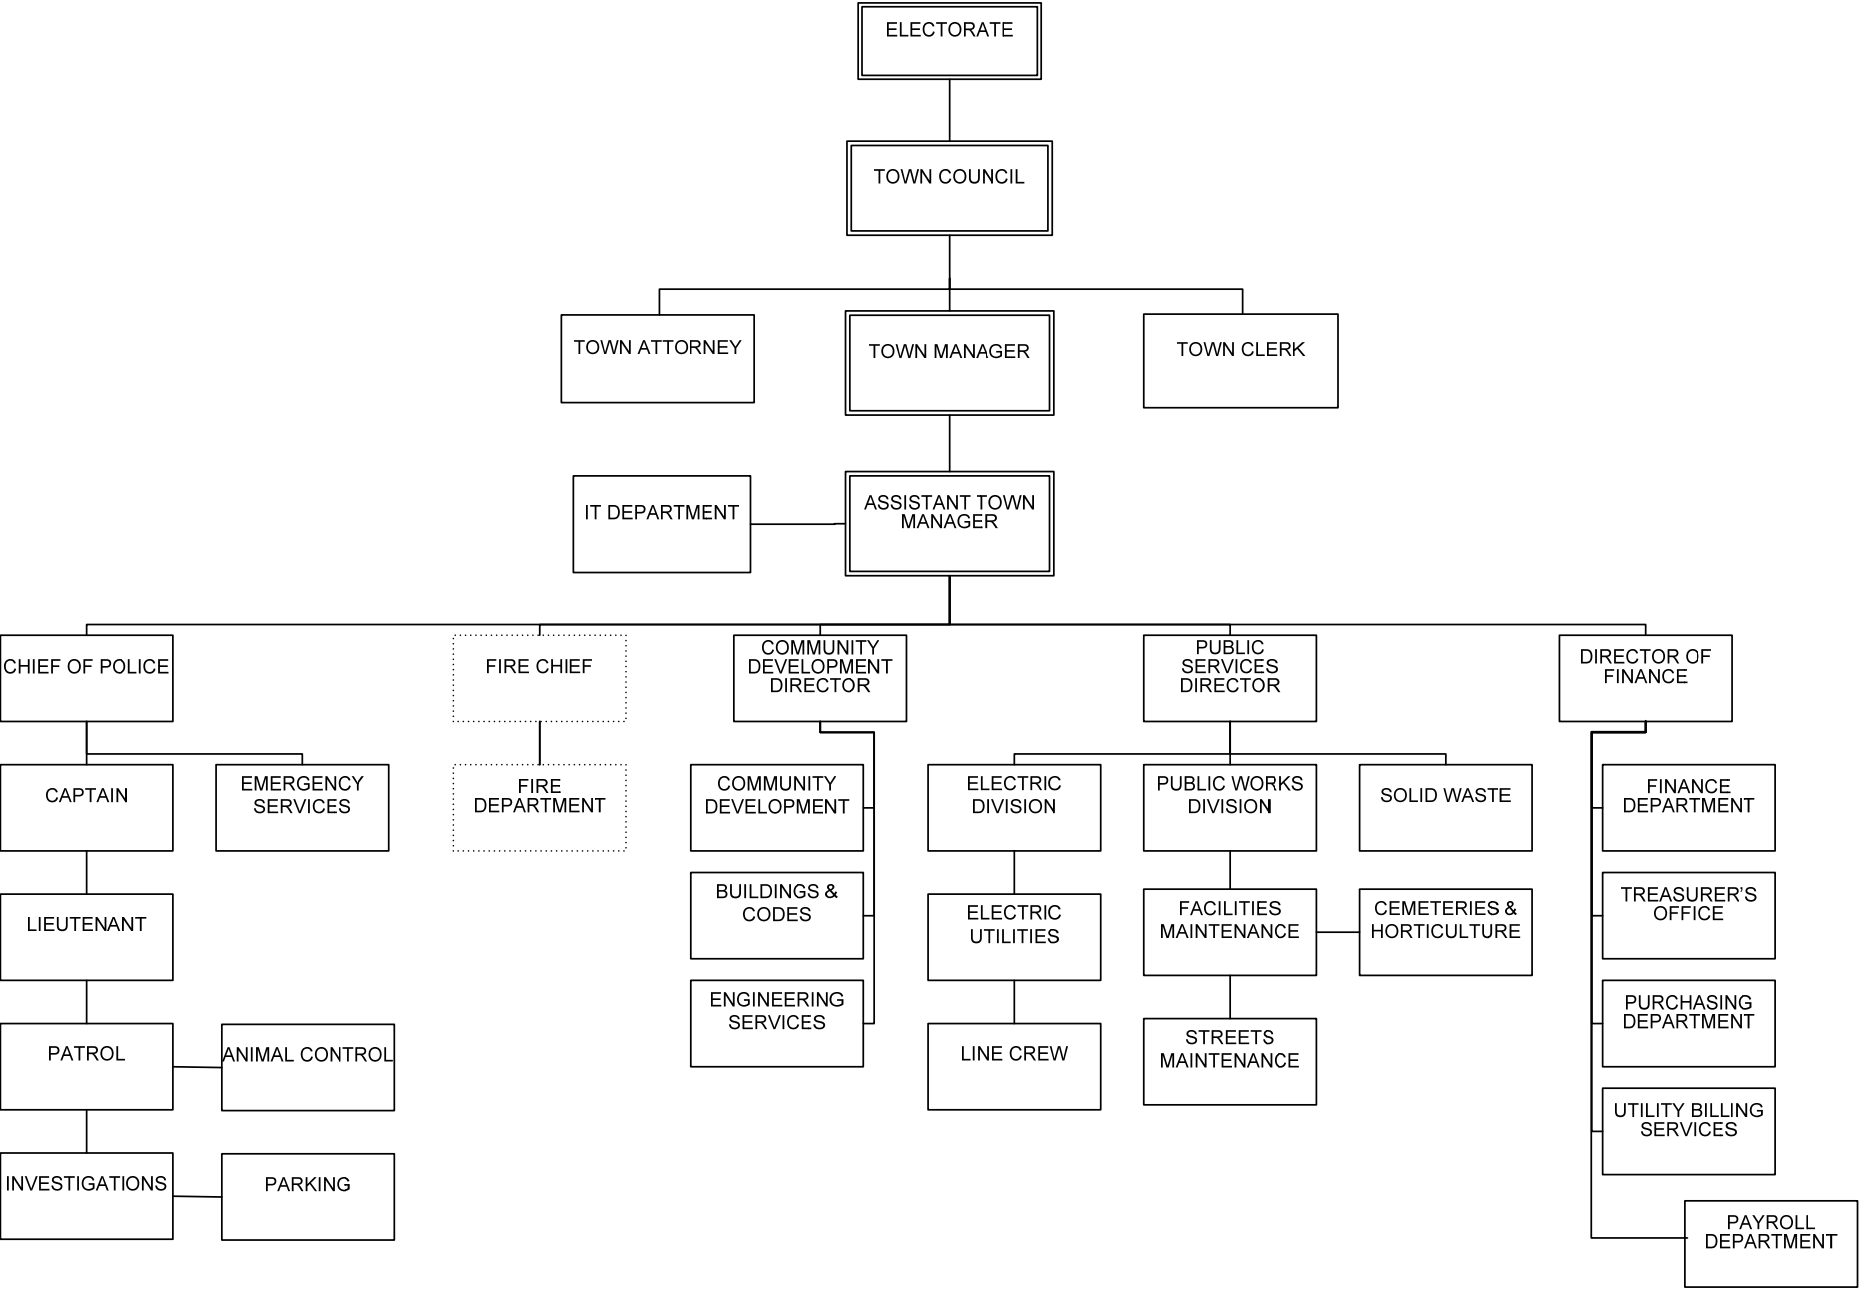 ELECTORATE
TOWN COUNCIL
TOWN ATTORNEY
TOWN MANAGER
TOWN CLERK
IT DEPARTMENT
ASSISTANT TOWN
MANAGER
CHIEF OF POLICE
FIRE CHIEF
COMMUNITY
DEVELOPMENT
DIRECTOR
PUBLIC
SERVICES
DIRECTOR
DIRECTOR OF
FINANCE
CAPTAIN
EMERGENCY
SERVICES
FIRE
DEPARTMENT
COMMUNITY
DEVELOPMENT
ELECTRIC
DIVISION
PUBLIC WORKS
DIVISION
SOLID WASTE
FINANCE
DEPARTMENT
LIEUTENANT
BUILDINGS &
CODES
ELECTRIC
UTILITIES
FACILITIES
MAINTENANCE
CEMETERIES &
HORTICULTURE
TREASURER’S
OFFICE
PATROL
ANIMAL CONTROL
ENGINEERING
SERVICES
LINE CREW
STREETS
MAINTENANCE
PURCHASING
DEPARTMENT
UTILITY BILLING
SERVICES
INVESTIGATIONS
PARKING
PAYROLL
DEPARTMENT